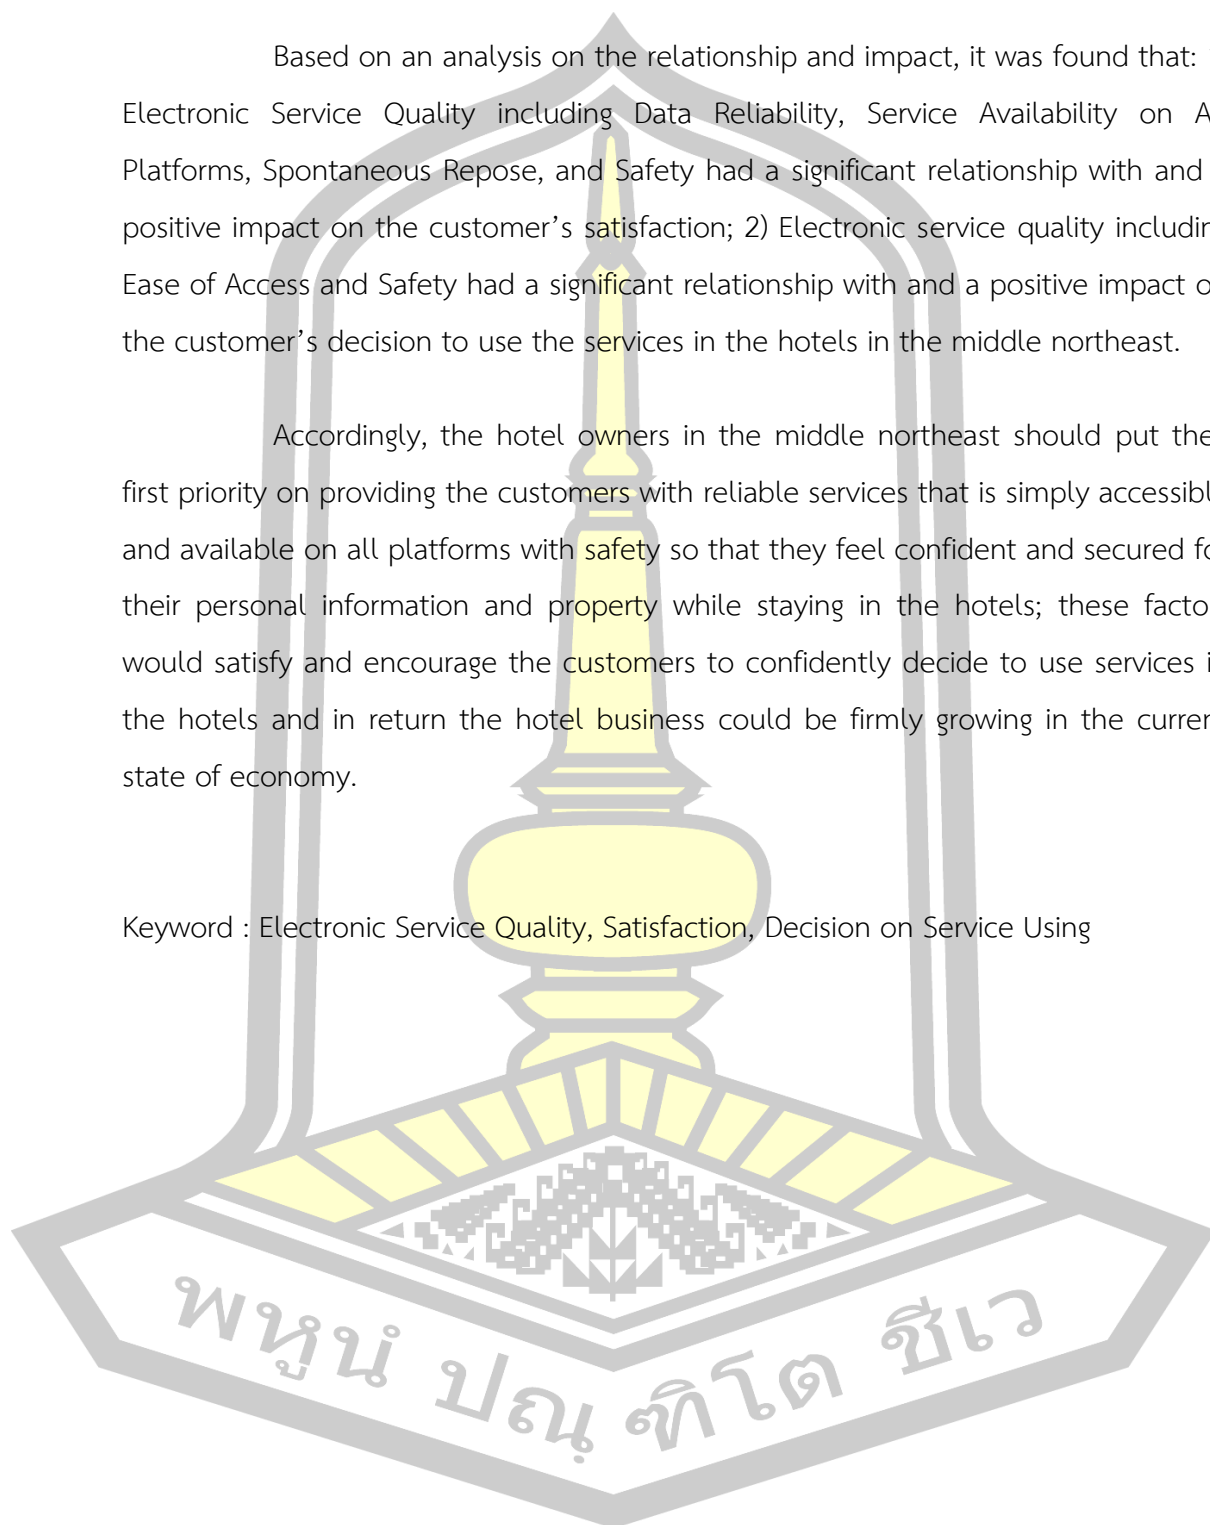 Based on an analysis on the relationship and impact, it was found that:
Electronic Service Quality including Data Reliability, Service Availability on A
Platforms, Spontaneous Repose, and Safety had a significant relationship with and
positive impact on the customer’s satisfaction; 2) Electronic service quality includin
Ease of Access and Safety had a significant relationship with and a positive impact o
the customer’s decision to use the services in the hotels in the middle northeast.
Accordingly, the hotel owners in the middle northeast should put the
first priority on providing the customers with reliable services that is simply accessibl
and available on all platforms with safety so that they feel confident and secured fo
their personal information and property while staying in the hotels; these facto
would satisfy and encourage the customers to confidently decide to use services i
the hotels and in return the hotel business could be firmly growing in the curren
state of economy.
Keyword : Electronic Service Quality, Satisfaction, Decision on Service Using
พหูนํ ปณฺ ฑิโต ชีเว